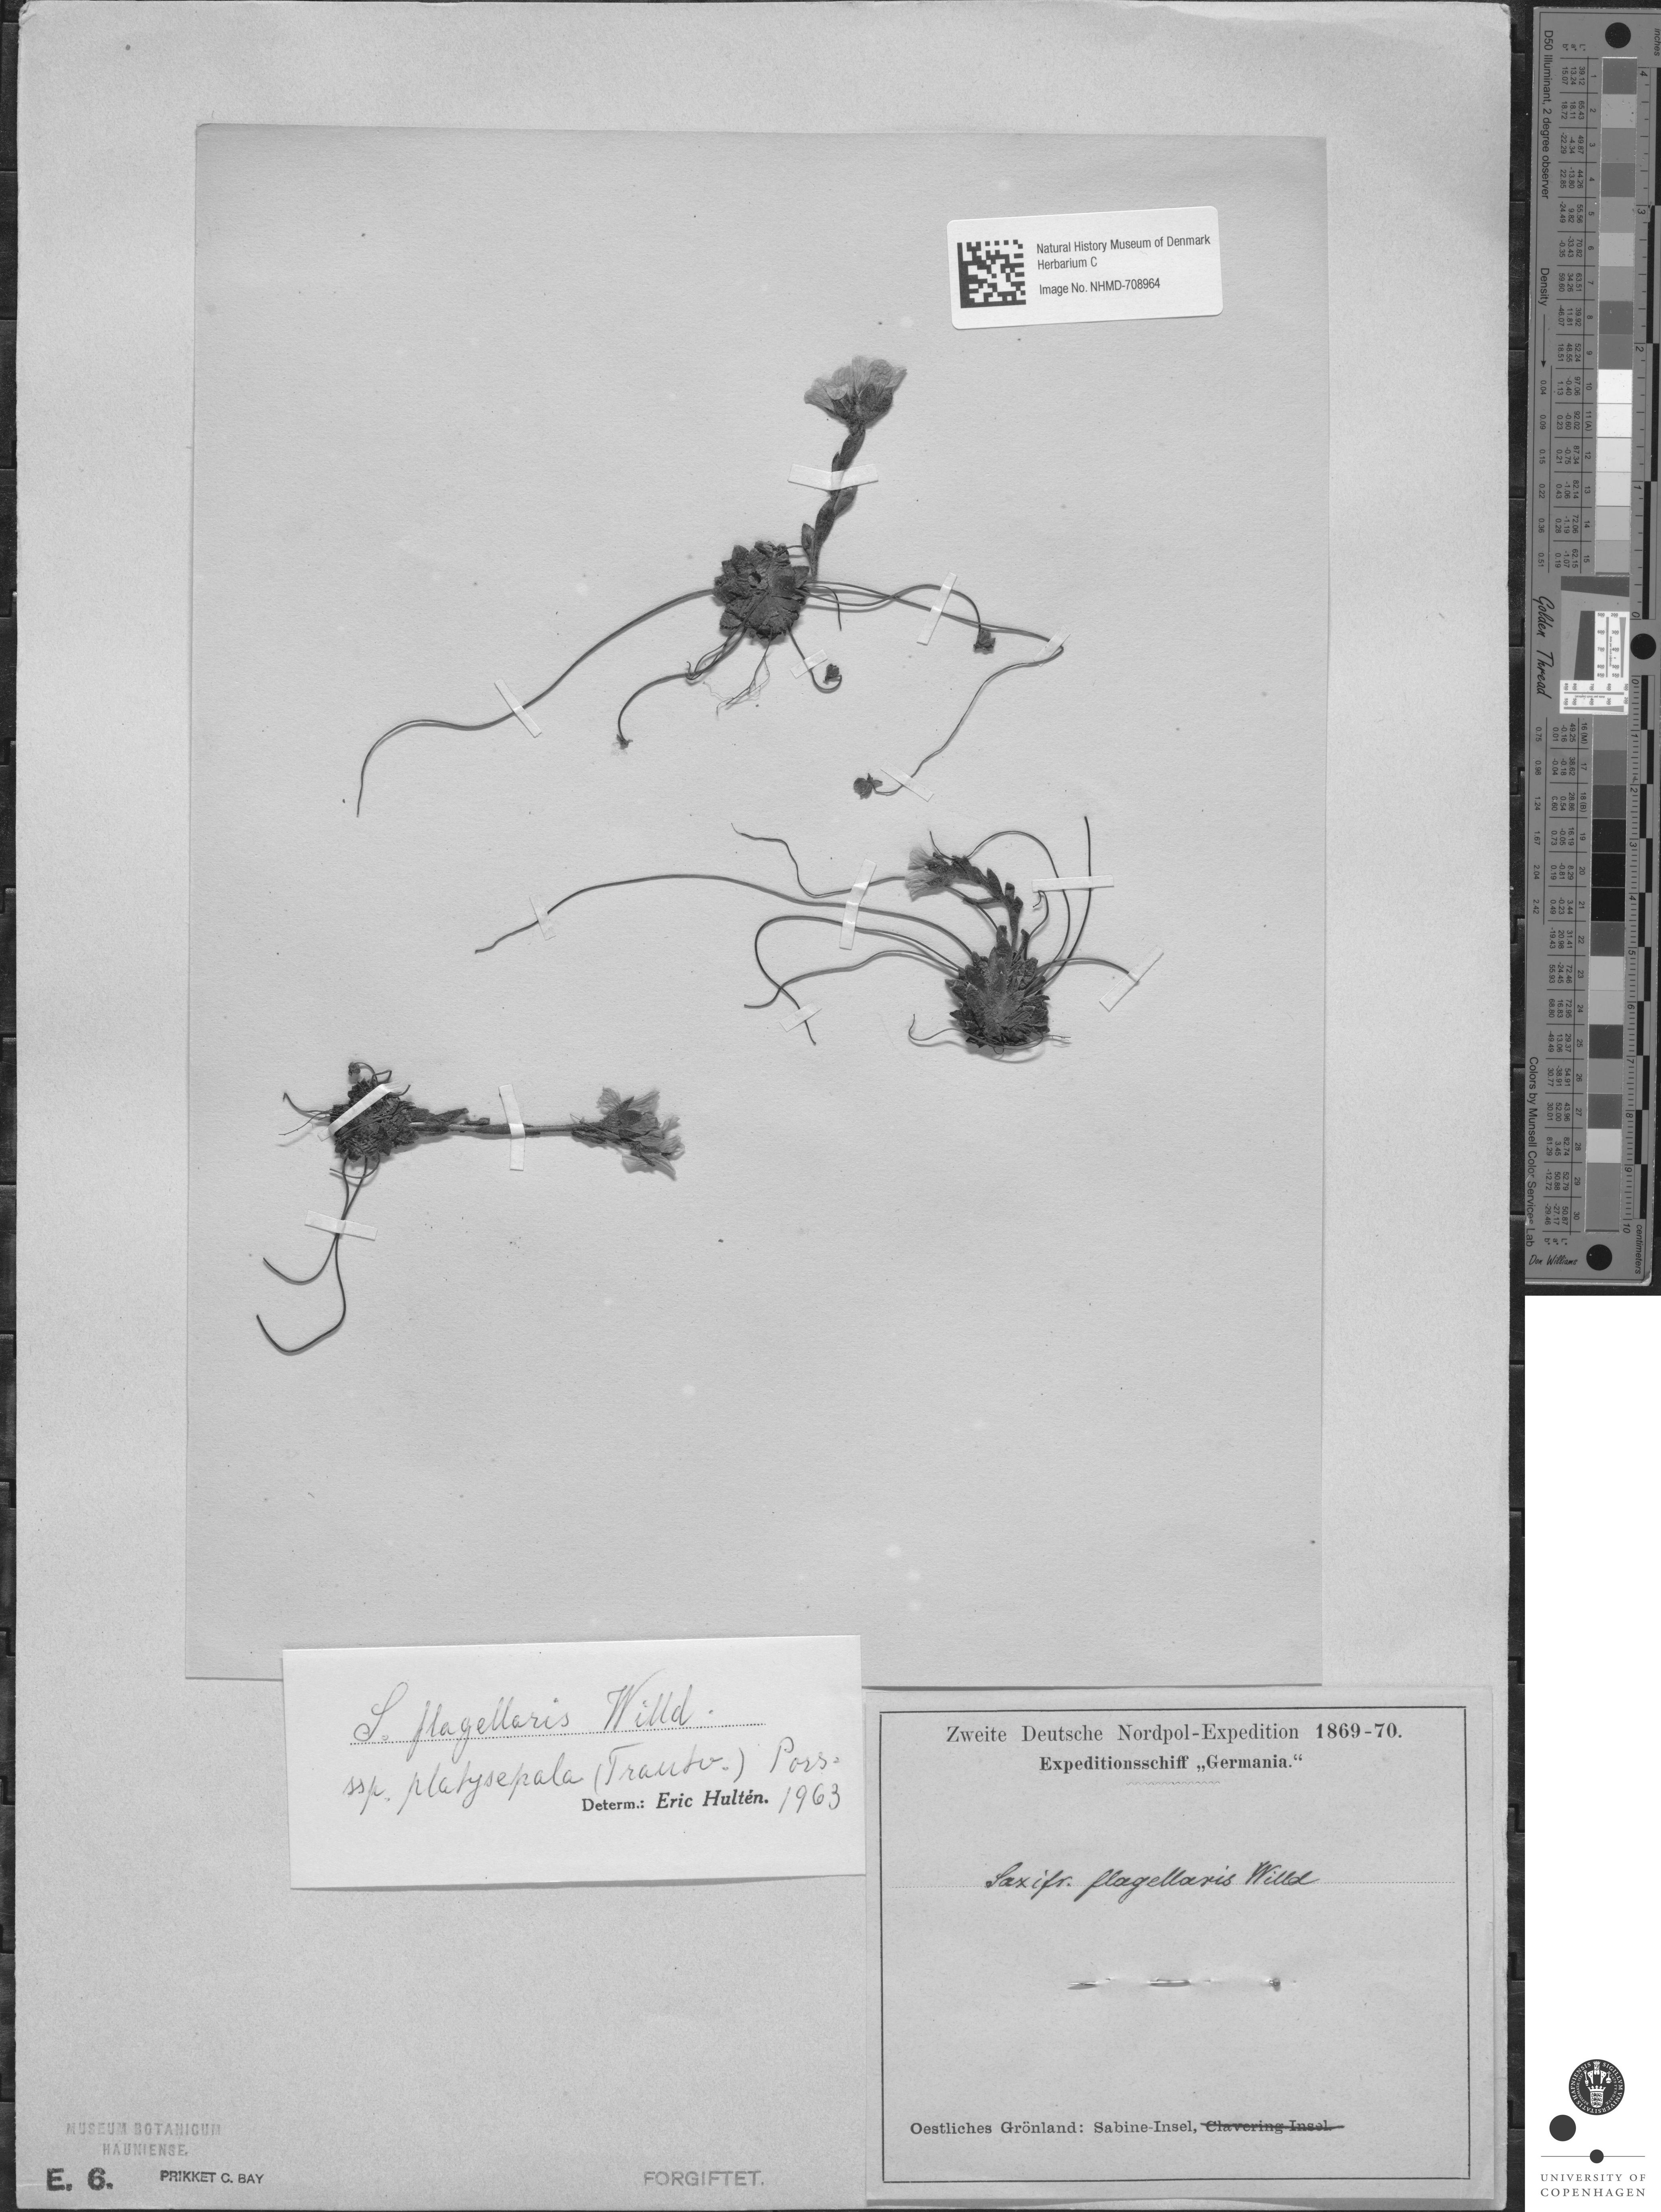 Natural History Museum of Denmark
Herbarium C
Image No. NHMD-708964
S. flagellaris Willd.
ssp. platysepala (Trautv.) Pors.
Determ.: Eric Hultén. 1963
Zweite Deutsche Nordpol-Expedition 1869-70.
Expeditionsschiff „Germania.“
Saxifr. flagellaris Willd
Oestliches Grönland: Sabine-Insel, Clavering-Insel.
MUSEUM BOTANICUM
HAUNIENSE.
E. 6.
PRIKKET C. BAY
FORGIFTET.
D50 Illuminant, 2 degree observer
Density
Golden Thread
Colors by Munsell Color Services Lab
Don Williams
inches
centimeters
UNIVERSITY OF
COPENHAGEN